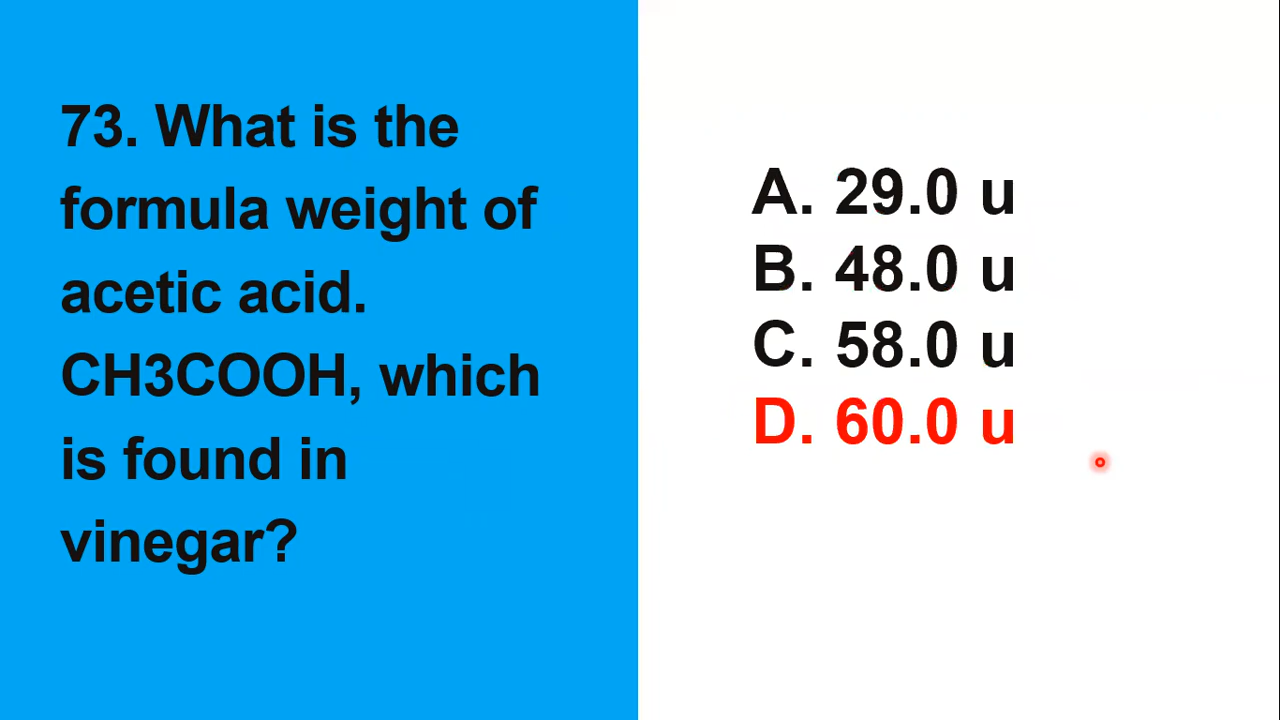 73. What is the
formula weight of
acetic acid.
CH3COOH, which
is found in
vinegar?
A. 29.0 u
B. 48.0 u
C. 58.0 u
D. 60.0 u